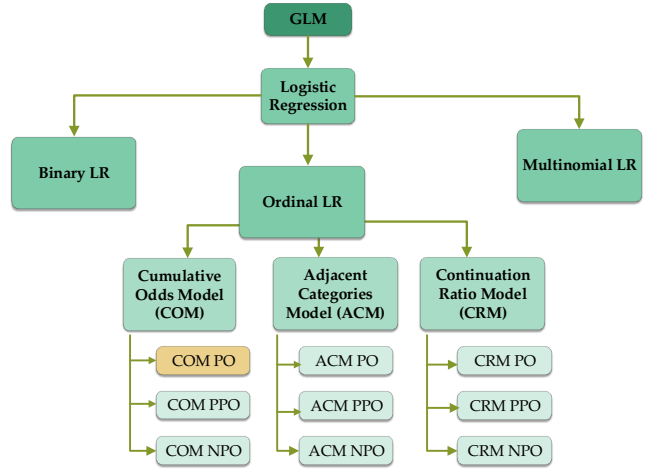 GLM
Logistic
Regression
Binary LR
Multinomial LR
Ordinal LR
Cumulative
Odds Model
(COM)
Adjacent
Categories
Model (ACM)
Continuation
Ratio Model
(CRM)
COM PO
COM PPO
COM NPO
ACM PO
ACM PPO
ACM NPO
CRM PO
CRM PPO
CRM NPO